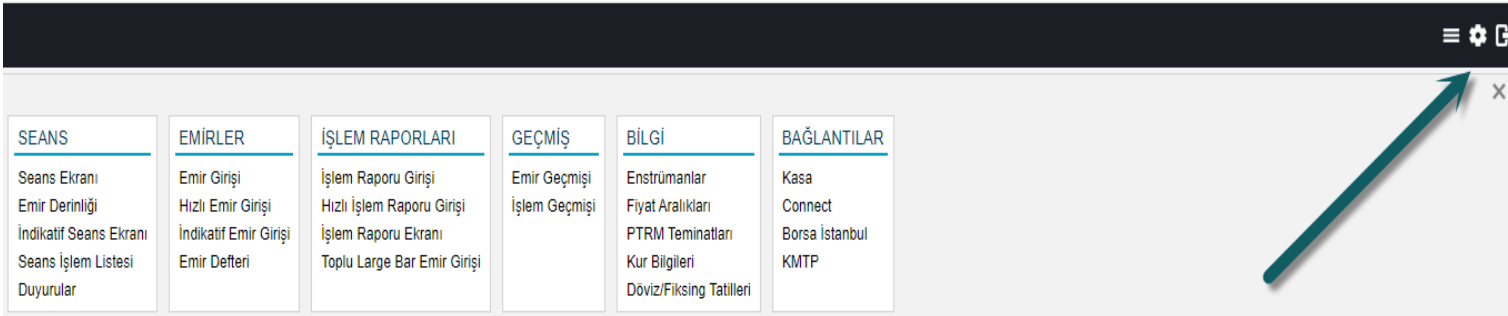 SEANS
Seans Ekranı
Emir Derinliği
İndikatif Seans Ekranı
Seans İşlem Listesi
Duyurular
EMİRLER
Emir Girişi
Hızlı Emir Girişi
İndikatif Emir Girişi
Emir Defteri
İŞLEM RAPORLARI
İşlem Raporu Girişi
Hızlı İşlem Raporu Girişi
İşlem Raporu Ekranı
Toplu Large Bar Emir Girişi
GEÇMİŞ
Emir Geçmişi
İşlem Geçmişi
BİLGİ
Enstrümanlar
Fiyat Aralıkları
PTRM Teminatları
Kur Bilgileri
Döviz/Fiksing Tatilleri
BAĞLANTILAR
Kasa
Connect
Borsa İstanbul
KMTP